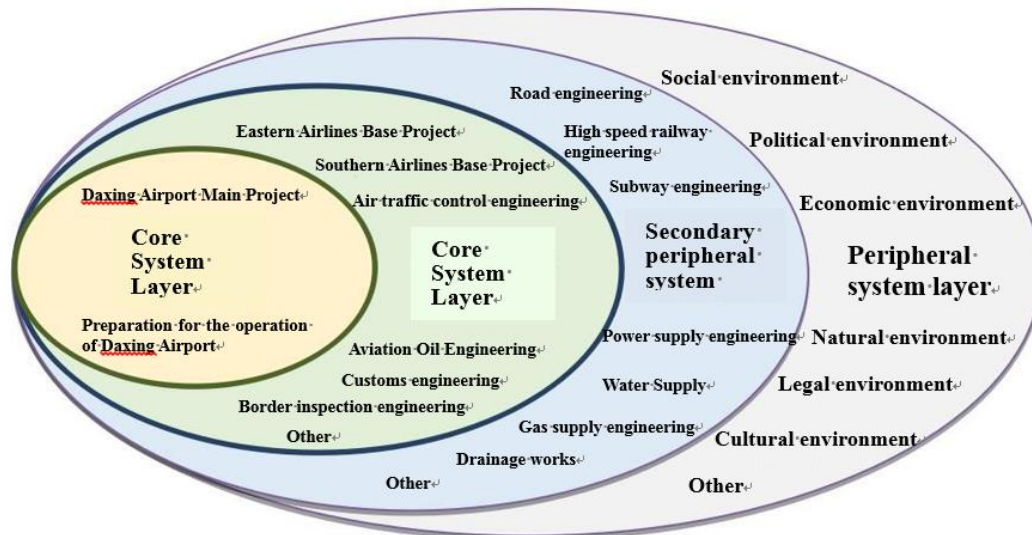 Social environment
Road engineering
Eastern Airlines Base Project
High speed railway
engineering
Political environment
Southern Airlines Base Project
Daxing Airport Main Project
Subway engineering
Air traffic control engineering
Economic environment
Core
System
Layer
Core
System
Layer
Secondary
peripheral
system
Peripheral
system layer
Preparation for the operation
of Daxing Airport
Power supply engineering
Natural environment
Aviation Oil Engineering
Customs engineering
Water Supply
Legal environment
Border inspection engineering
Gas supply engineering
Other
Cultural environment
Drainage works
Other
Other